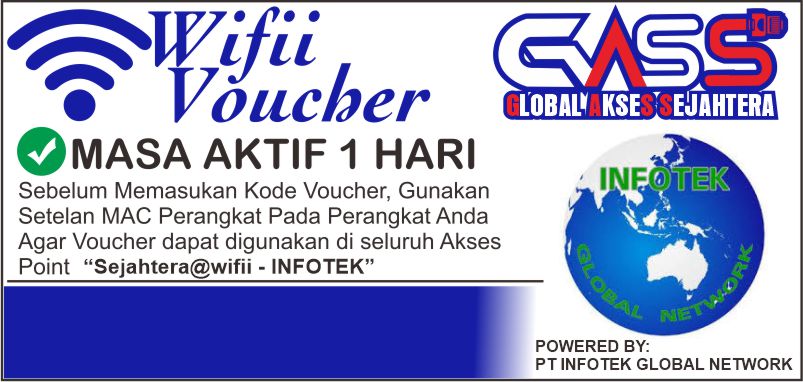 Wifii
Voucher
GASS
GLOBAL AKSES SEJAHTERA
MASA AKTIF 1 HARI
Sebelum Memasukan Kode Voucher, Gunakan
Setelan MAC Perangkat Pada Perangkat Anda
Agar Voucher dapat digunakan di seluruh Akses
Point “Sejahtera@wifii - INFOTEK”
INFOTEK
GLOBAL NETWORK
POWERED BY:
PT INFOTEK GLOBAL NETWORK